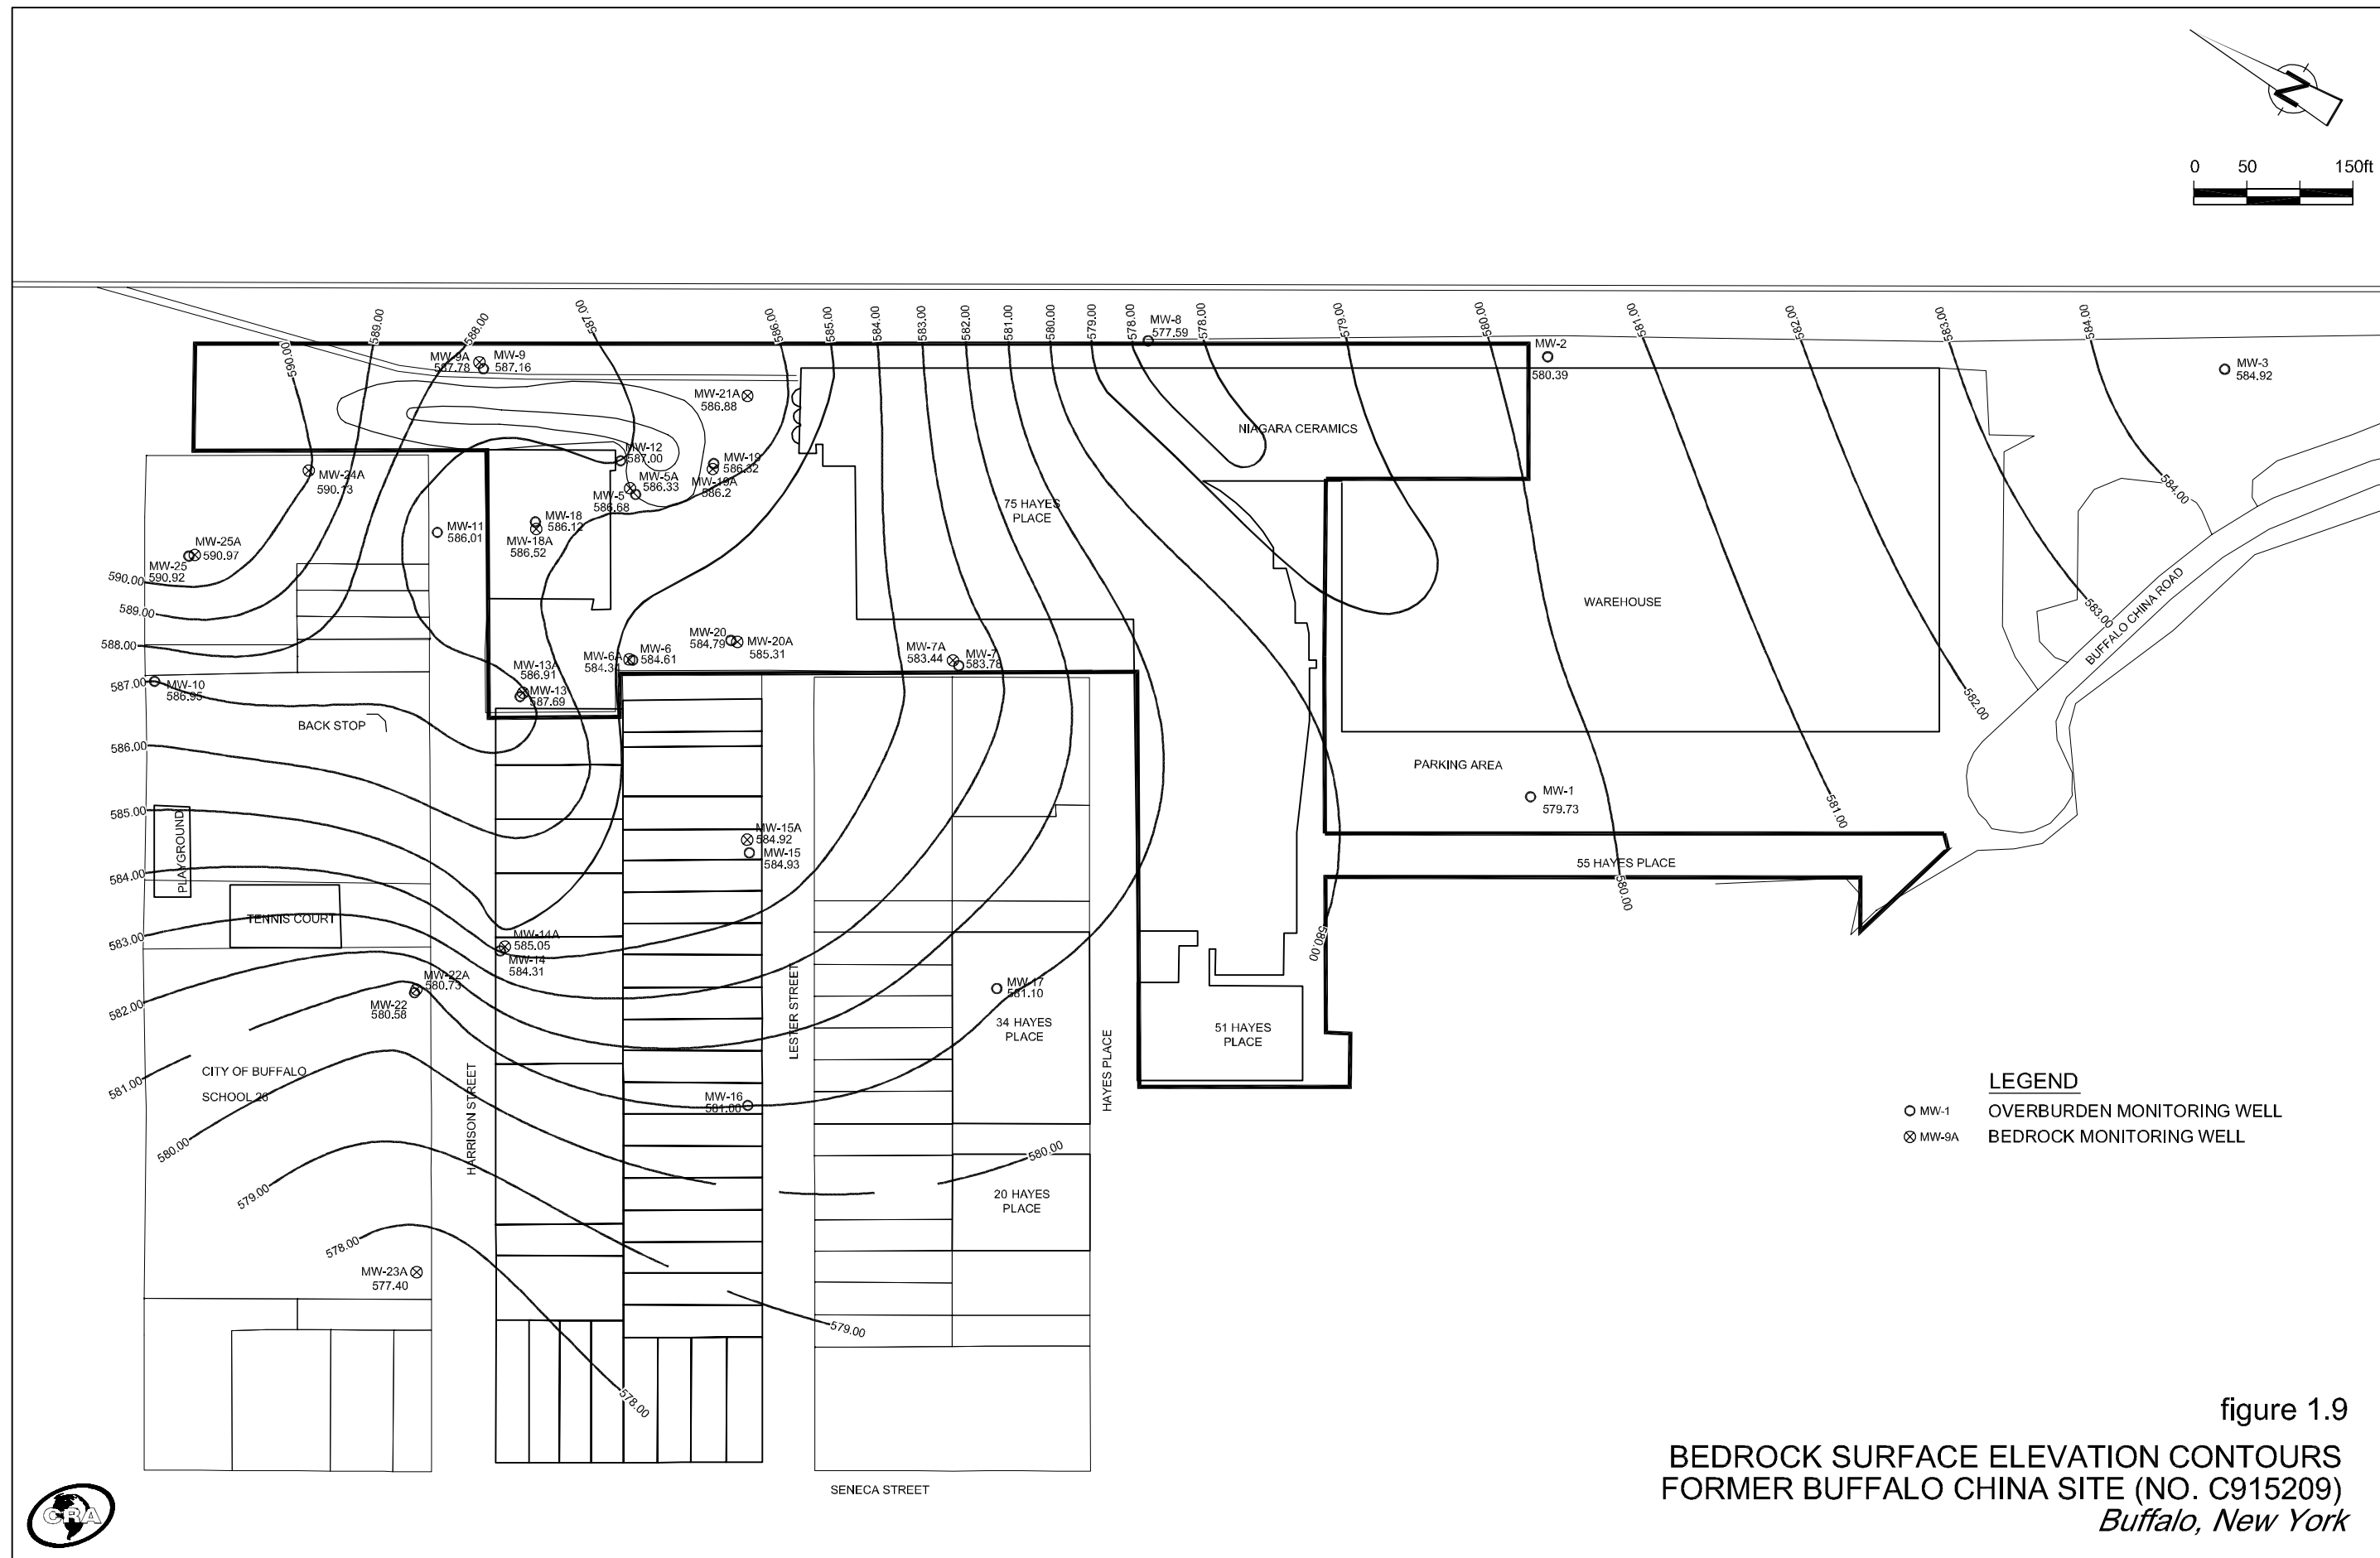 N
0 50 150ft
590.00
589.00
588.00
587.00
586.00
585.00
584.00
583.00
582.00
581.00
580.00
579.00
578.00
578.00
579.00
580.00
581.00
582.00
583.00
584.00
MW-8
577.59
MW-2
580.39
MW-3
584.92
MW-9A
587.78
MW-9
587.16
MW-21A
586.88
NIAGARA CERAMICS
MW-12
587.00
MW-19
586.32
MW-19A
586.2
MW-5A
586.33
MW-5
586.68
MW-24A
590.13
MW-11
586.01
MW-18
586.12
MW-18A
586.52
75 HAYES
PLACE
584.00
MW-25A
590.97
MW-25
590.92
590.00
589.00
588.00
587.00
586.00
585.00
584.00
583.00
582.00
581.00
580.00
579.00
578.00
WAREHOUSE
583.00
BUFFALO CHINA ROAD
MW-20
584.79
MW-20A
585.31
MW-6A
584.3
MW-6
584.61
MW-7A
583.44
MW-7
583.78
MW-13A
586.91
MW-13
587.69
MW-10
586.95
582.00
BACK STOP
PARKING AREA
MW-1
579.73
581.00
PLAYGROUND
MW-15A
584.92
MW-15
584.93
55 HAYES PLACE
580.00
TENNIS COURT
580.00
MW-14A
585.05
MW-14
584.31
MW-22A
580.73
MW-22
580.58
MW-17
581.10
34 HAYES
PLACE
51 HAYES
PLACE
LESTER STREET
HAYES PLACE
HARRISON STREET
CITY OF BUFFALO
SCHOOL 26
MW-16
581.00
580.00
20 HAYES
PLACE
MW-23A
577.40
579.00
578.00
SENECA STREET
LEGEND
MW-1 OVERBURDEN MONITORING WELL
MW-9A BEDROCK MONITORING WELL
figure 1.9
BEDROCK SURFACE ELEVATION CONTOURS
FORMER BUFFALO CHINA SITE (NO. C915209)
Buffalo, New York
CRA